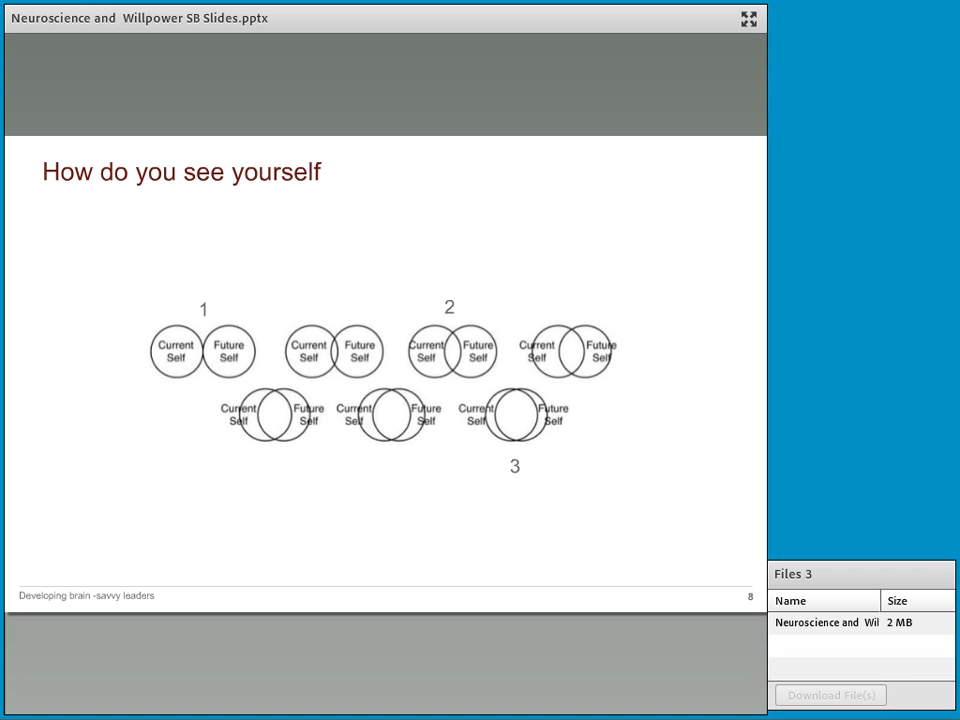 Neuroscience and  Willpower SB Slides.pptx
How do you see yourself
1
2
Current Self
Future Self
Current Self
Future Self
Current Self
Future Self
Current Self
Future Self
Current Self
Future Self
Current Self
Future Self
Current Self
Future Self
3
Developing brain -savvy leaders
8
Files 3
Name Size
Neuroscience and  Wil 2 MB
Download File(s)